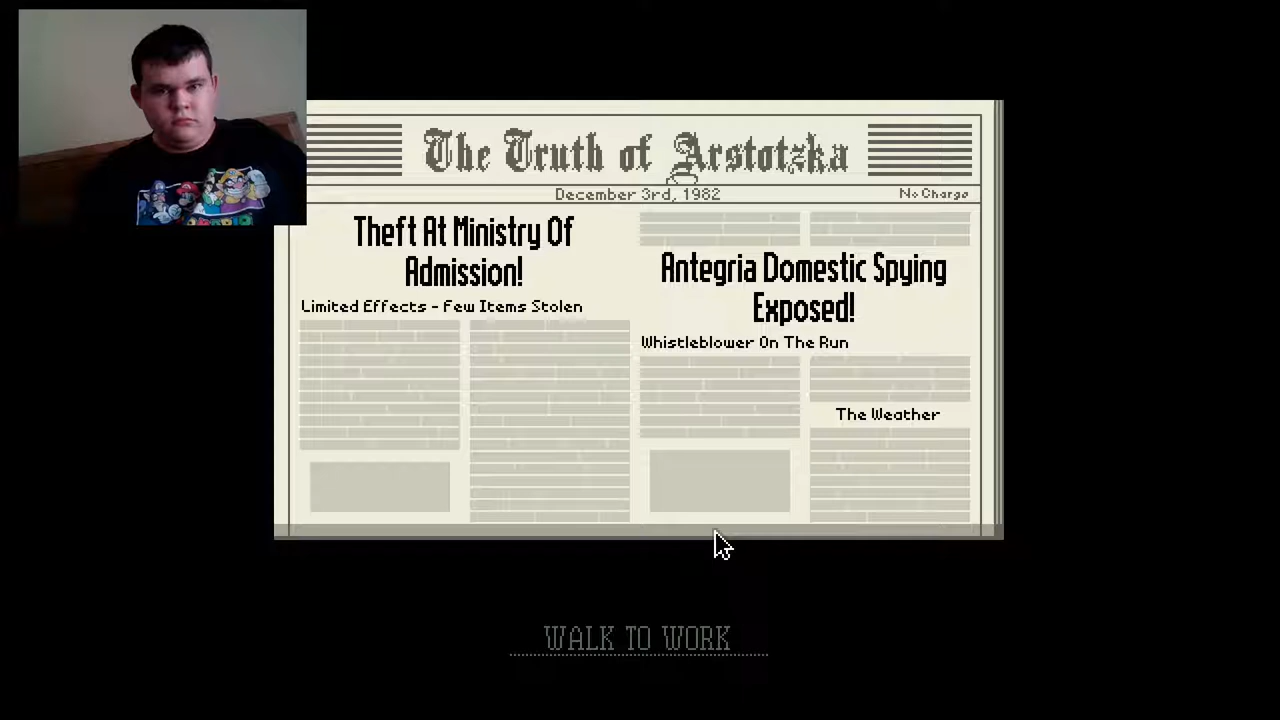 The Truth of Arstotzka
December 3rd, 1982
No Charge
Theft At Ministry Of
Admission!
Limited Effects - Few Items Stolen
Antegria Domestic Spying
Exposed!
Whistleblower On The Run
The Weather
WALK TO WORK